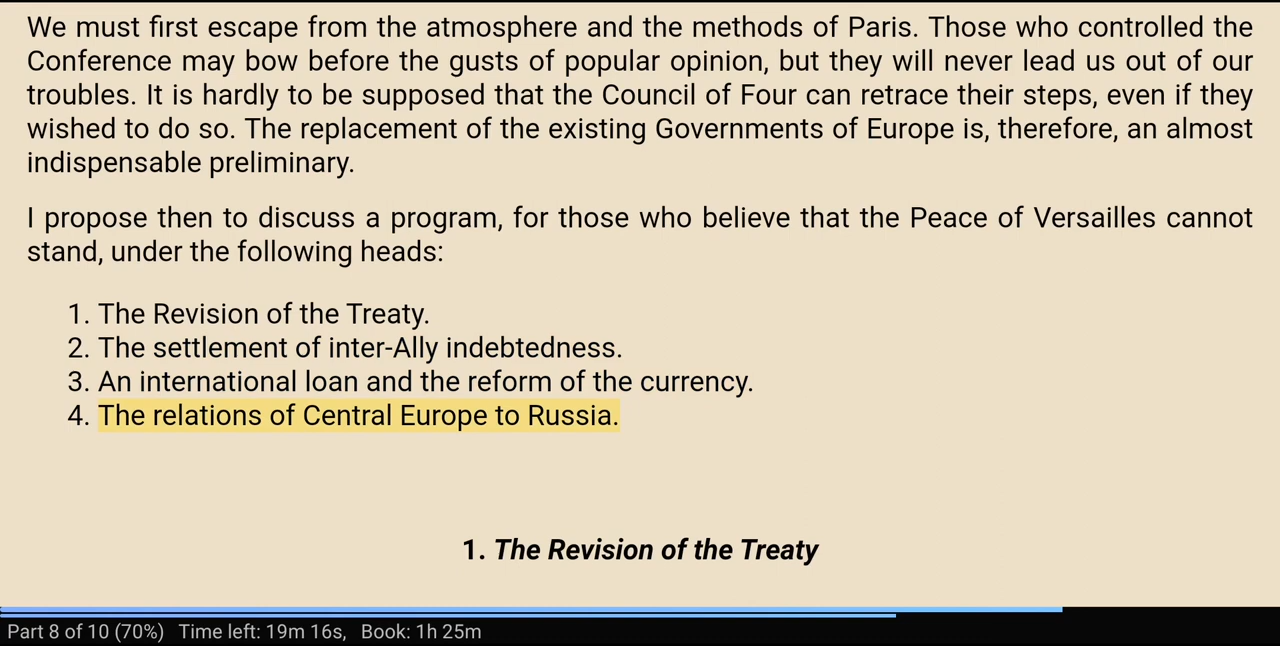 We must first escape from the atmosphere and the methods of Paris. Those who controlled the
Conference may bow before the gusts of popular opinion, but they will never lead us out of our
troubles. It is hardly to be supposed that the Council of Four can retrace their steps, even if they
wished to do so. The replacement of the existing Governments of Europe is, therefore, an almost
indispensable preliminary.
I propose then to discuss a program, for those who believe that the Peace of Versailles cannot
stand, under the following heads:
1. The Revision of the Treaty.
2. The settlement of inter-Ally indebtedness.
3. An international loan and the reform of the currency.
4. The relations of Central Europe to Russia.
1. The Revision of the Treaty
Part 8 of 10 (70%) Time left: 19m 16s, Book: 1h 25m